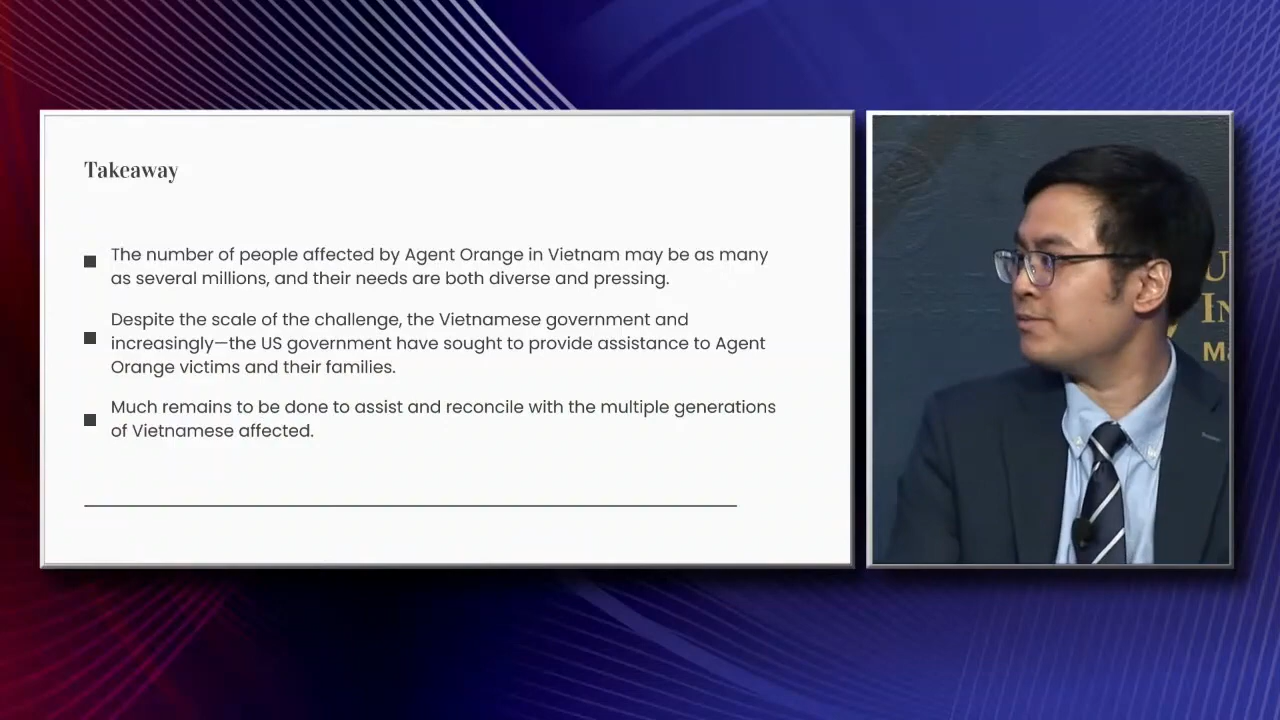 Takeaway
The number of people affected by Agent Orange in Vietnam may be as many
as several millions, and their needs are both diverse and pressing.
Despite the scale of the challenge, the Vietnamese government and
increasingly—the US government have sought to provide assistance to Agent
Orange victims and their families.
Much remains to be done to assist and reconcile with the multiple generations
of Vietnamese affected.